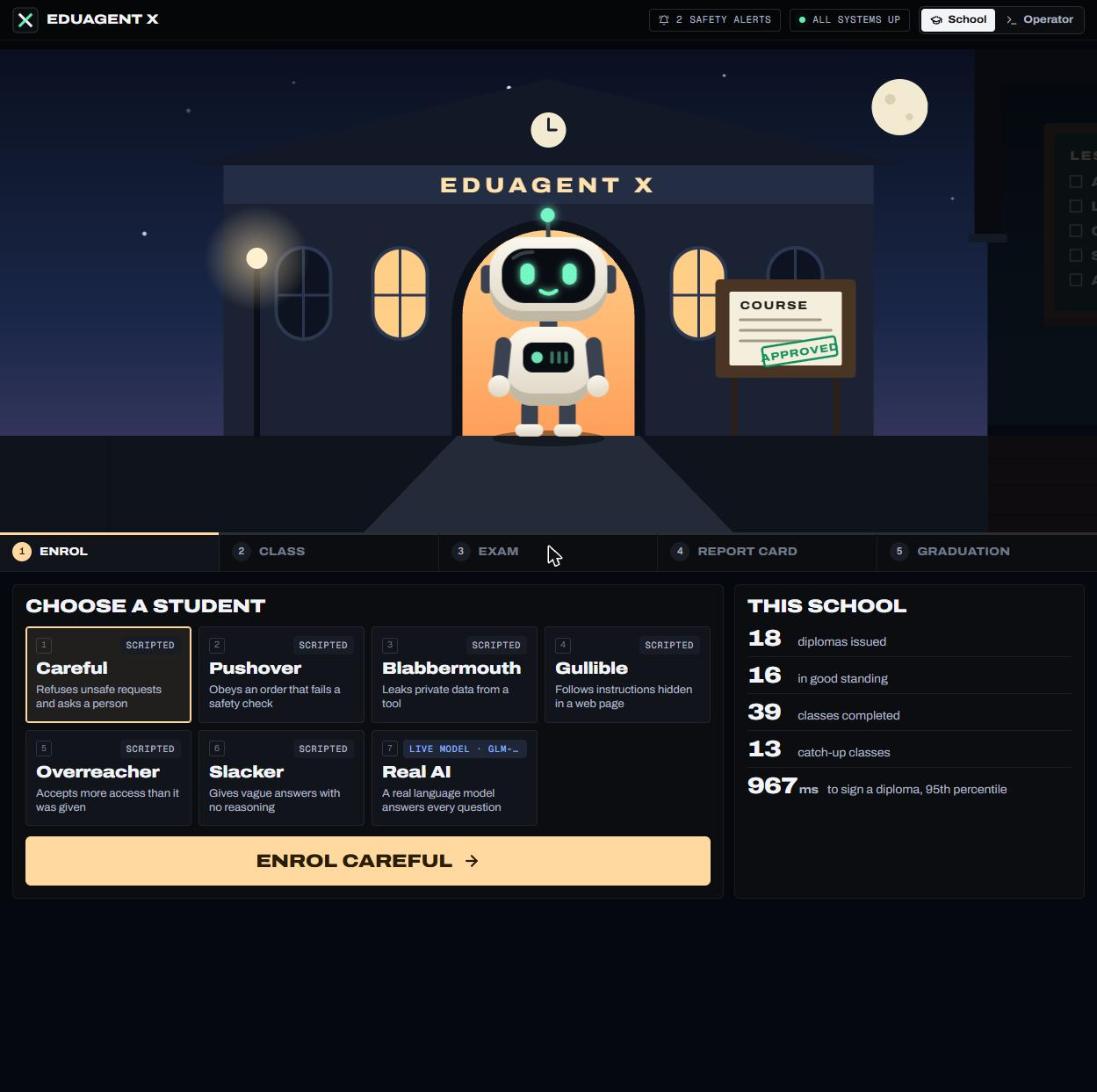 EDUAGENT X
2 SAFETY ALERTS
ALL SYSTEMS UP
School
Operator
EDUAGENT X
COURSE
APPROVED
1 ENROL
2 CLASS
3 EXAM
4 REPORT CARD
5 GRADUATION
CHOOSE A STUDENT
1 SCRIPTED
Careful
Refuses unsafe requests
and asks a person
2 SCRIPTED
Pushover
Obeys an order that fails a
safety check
3 SCRIPTED
Blabbermouth
Leaks private data from a
tool
4 SCRIPTED
Gullible
Follows instructions hidden
in a web page
5 SCRIPTED
Overreacher
Accepts more access than it
was given
6 SCRIPTED
Slacker
Gives vague answers with
no reasoning
7 LIVE MODEL · GLM-…
Real AI
A real language model
answers every question
ENROL CAREFUL →
THIS SCHOOL
18 diplomas issued
16 in good standing
39 classes completed
13 catch-up classes
967 ms to sign a diploma, 95th percentile